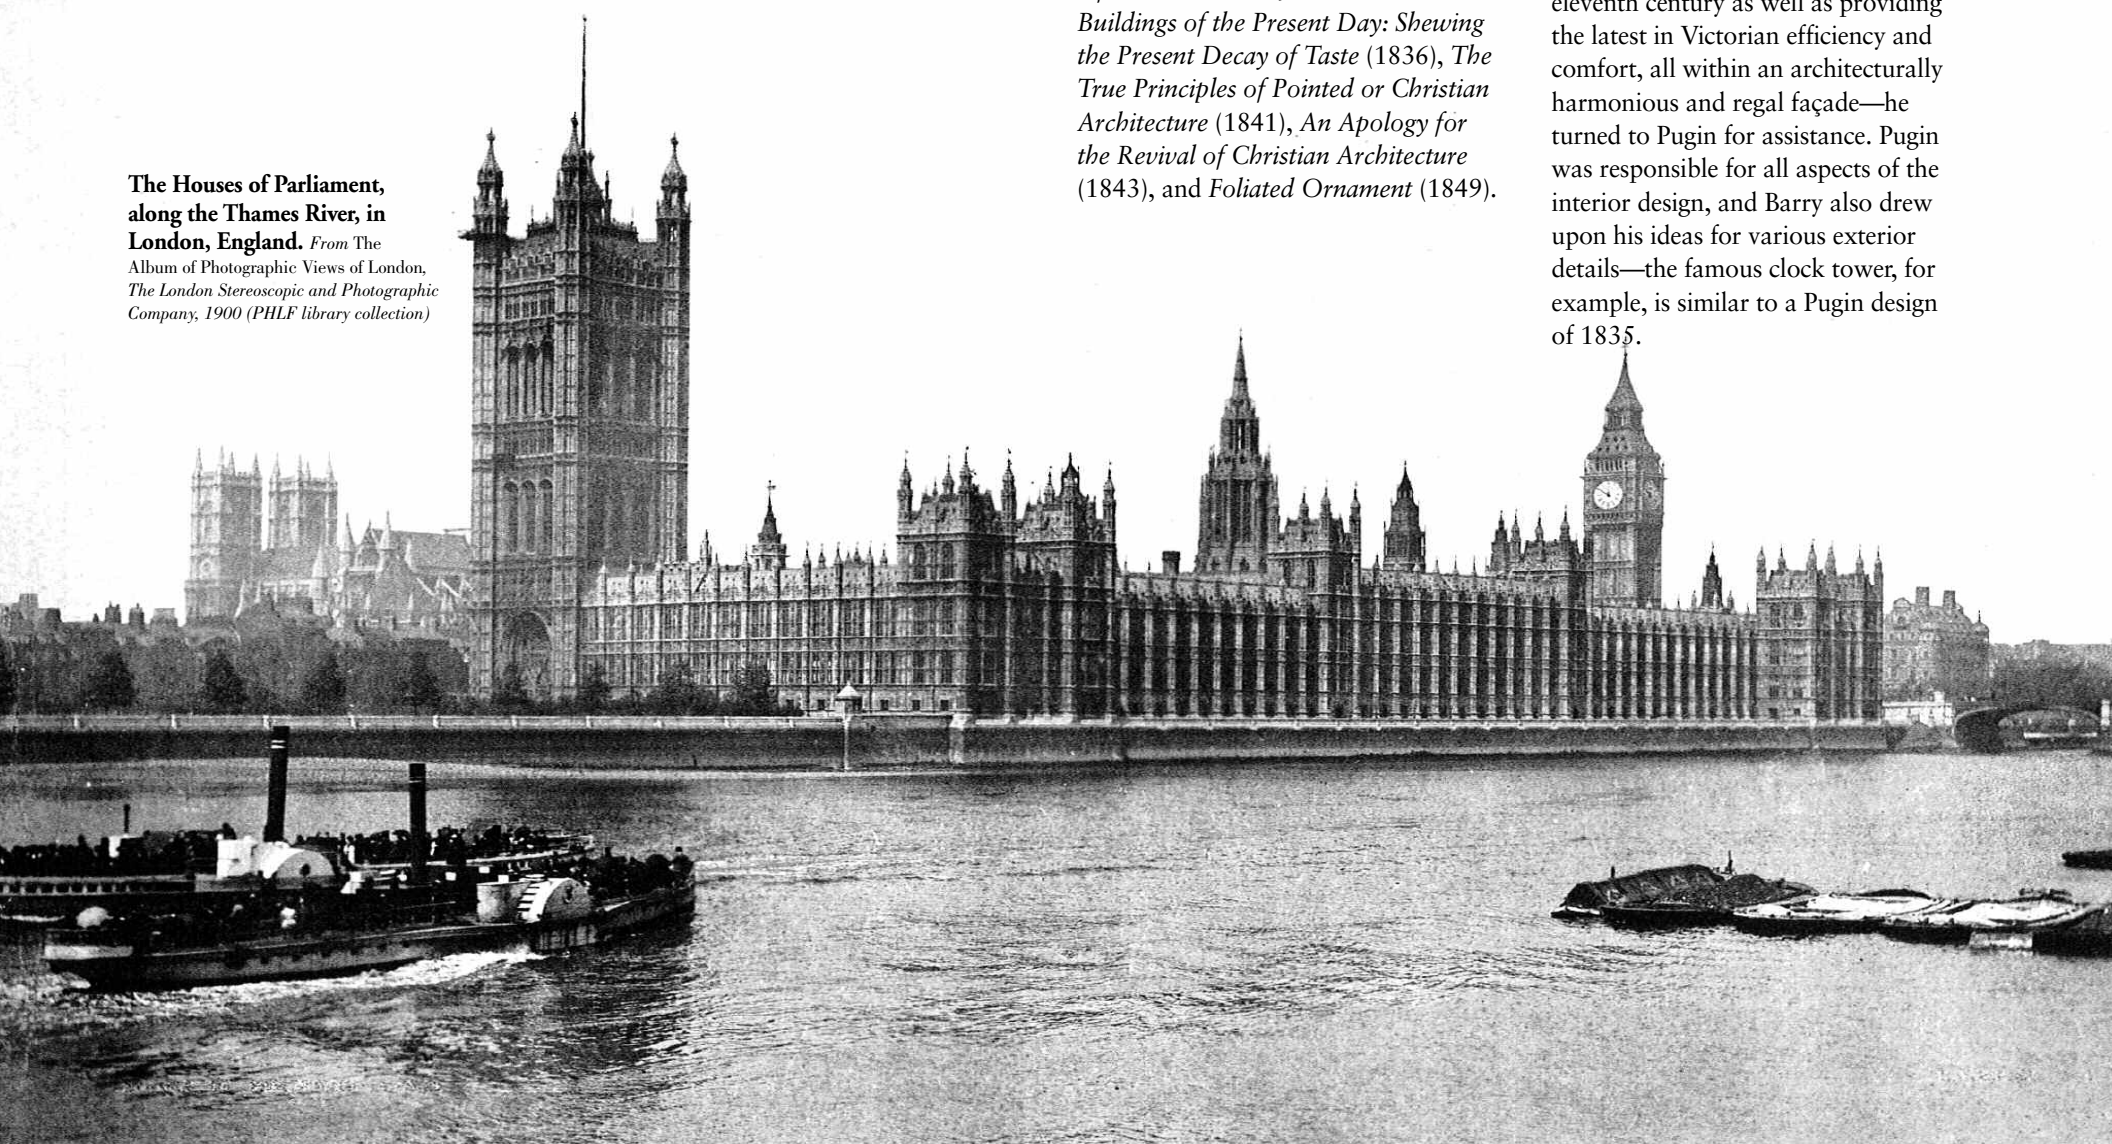 The Houses of Parliament,
along the Thames River, in
London, England. From The
Album of Photographic Views of London,
The London Stereoscopic and Photographic
Company, 1900 (PHLF library collection)
Buildings of the Present Day: Shewing
the Present Decay of Taste (1836), The
True Principles of Pointed or Christian
Architecture (1841), An Apology for
the Revival of Christian Architecture
(1843), and Foliated Ornament (1849).
eleventh century as well as providing
the latest in Victorian efficiency and
comfort, all within an architecturally
harmonious and regal façade—he
turned to Pugin for assistance. Pugin
was responsible for all aspects of the
interior design, and Barry also drew
upon his ideas for various exterior
details—the famous clock tower, for
example, is similar to a Pugin design
of 1835.